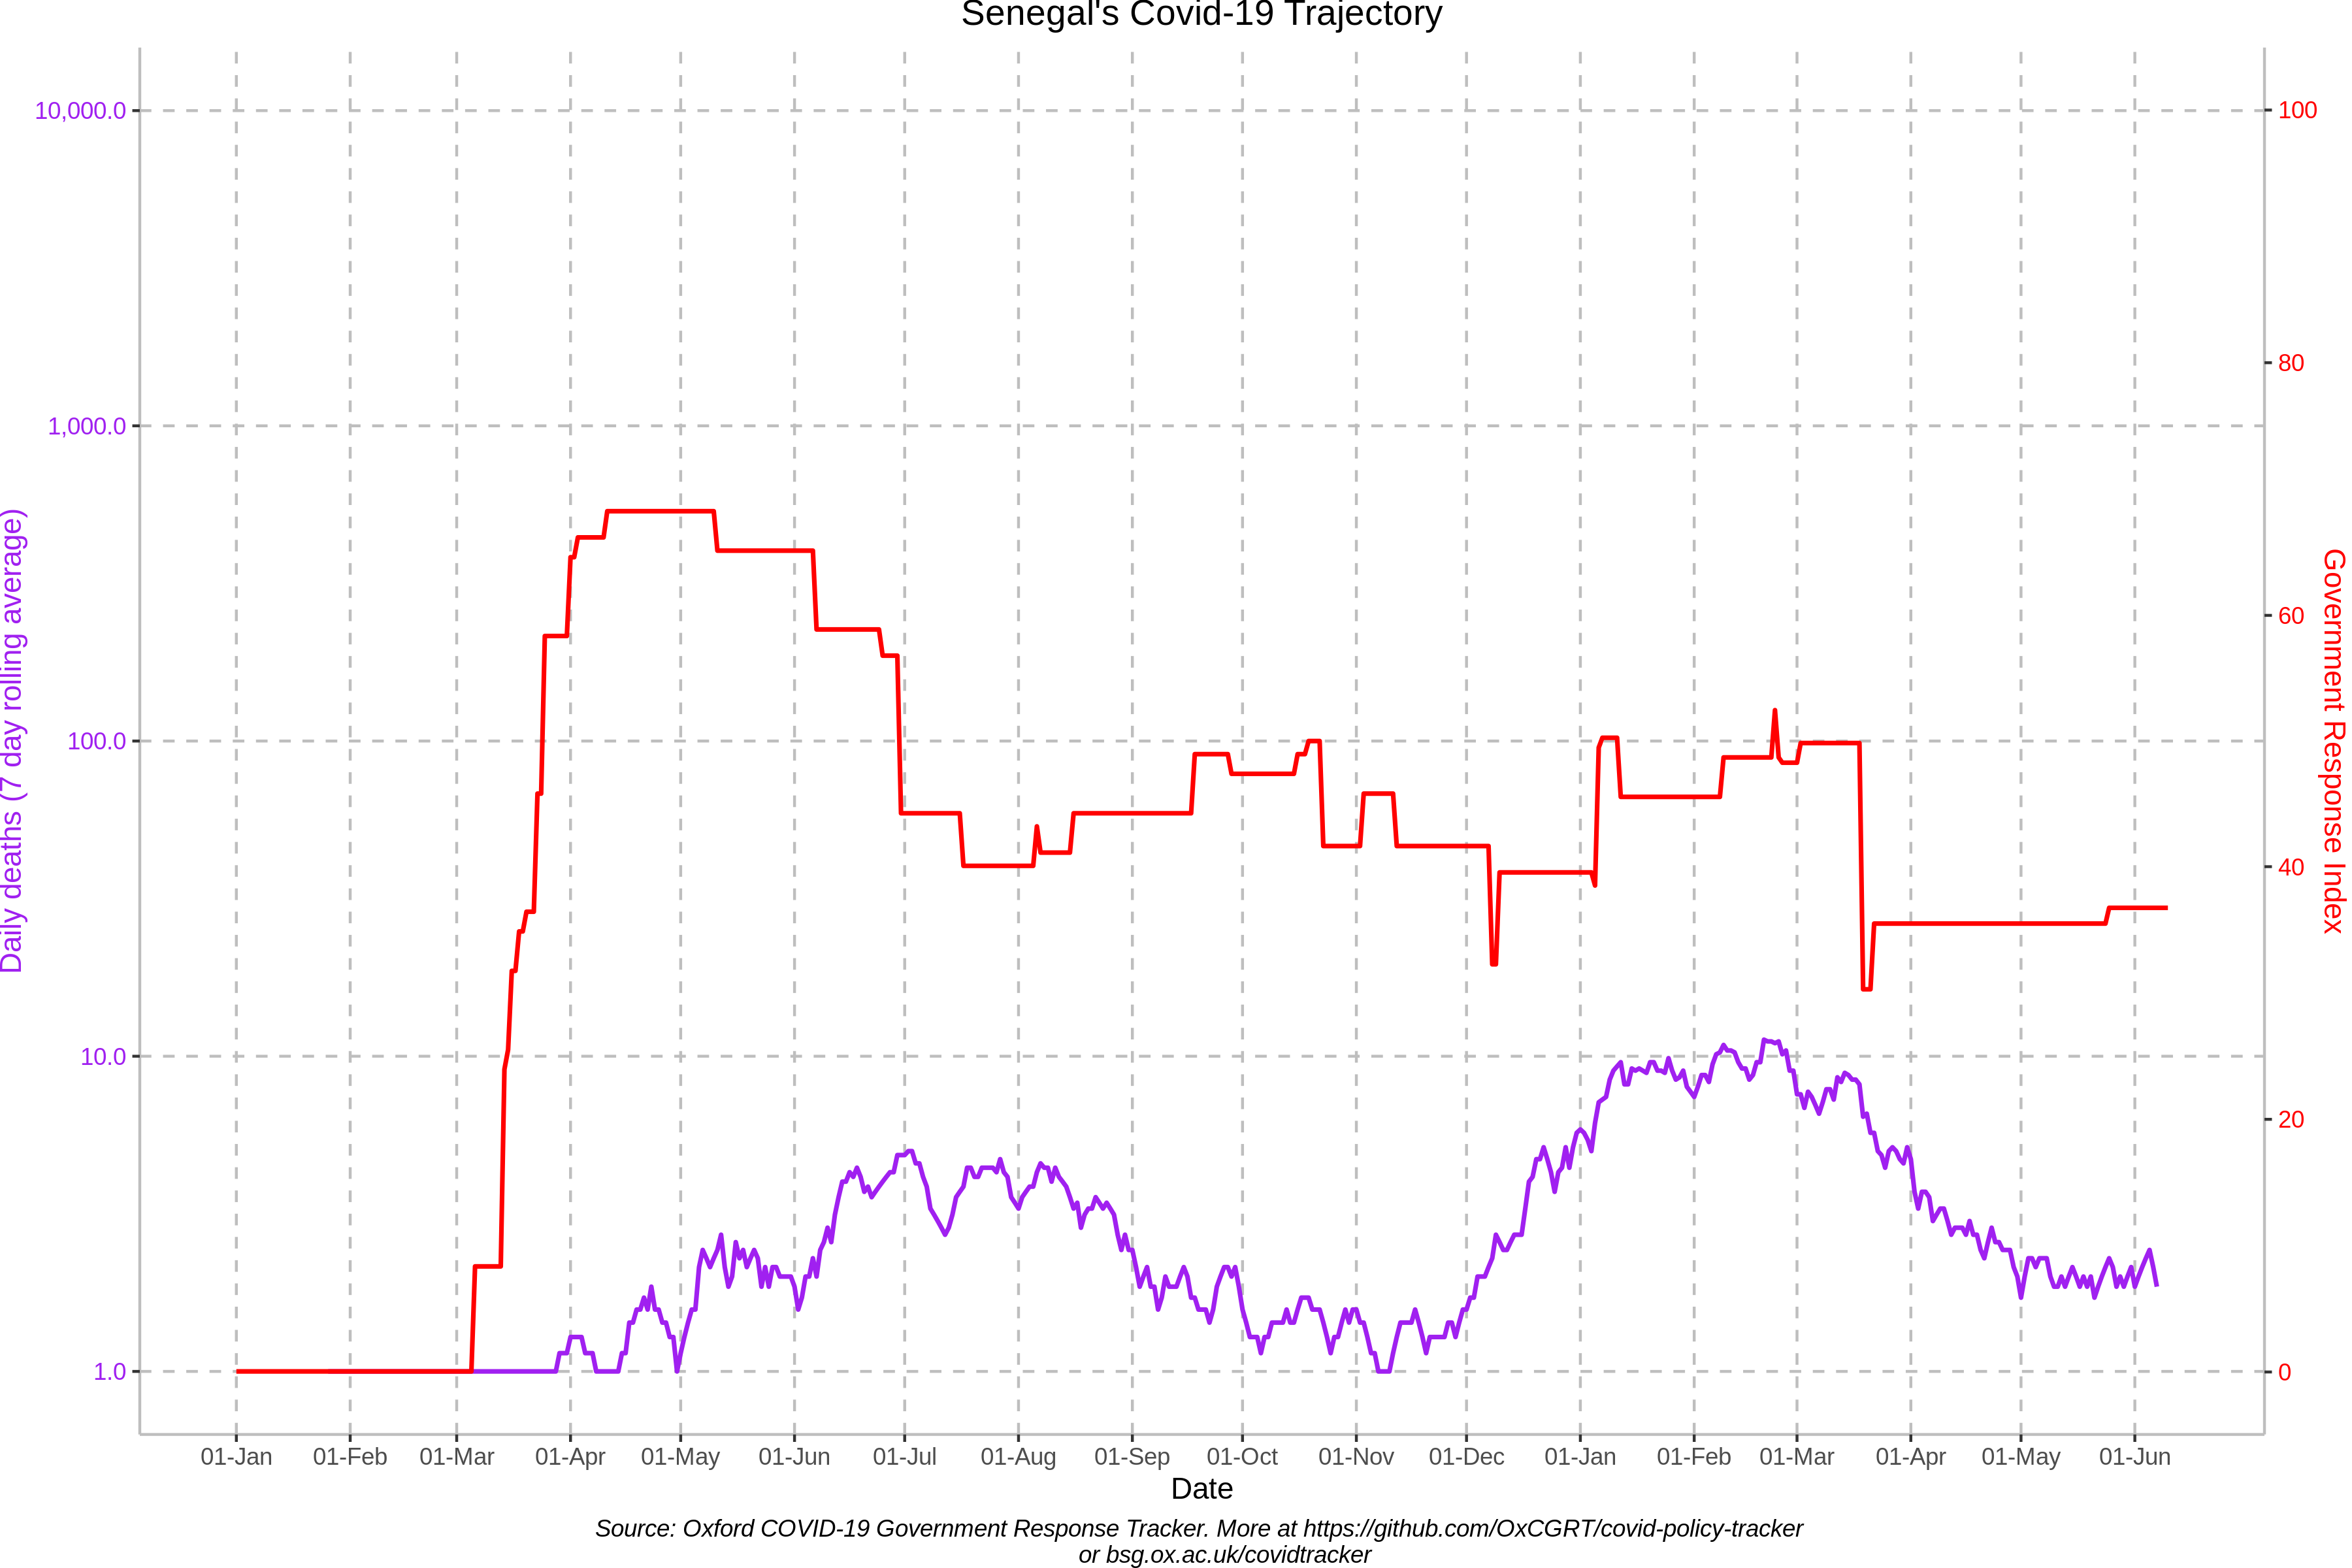 Senegal's Covid-19 Trajectory
10,000.0
1,000.0
100.0
10.0
1.0
Daily deaths (7 day rolling average)
100
80
60
40
20
0
Government Response Index
01-Jan 01-Feb 01-Mar 01-Apr 01-May 01-Jun 01-Jul 01-Aug 01-Sep 01-Oct 01-Nov 01-Dec 01-Jan 01-Feb 01-Mar 01-Apr 01-May 01-Jun
Date
Source: Oxford COVID-19 Government Response Tracker. More at https://github.com/OxCGRT/covid-policy-tracker
or bsg.ox.ac.uk/covidtracker